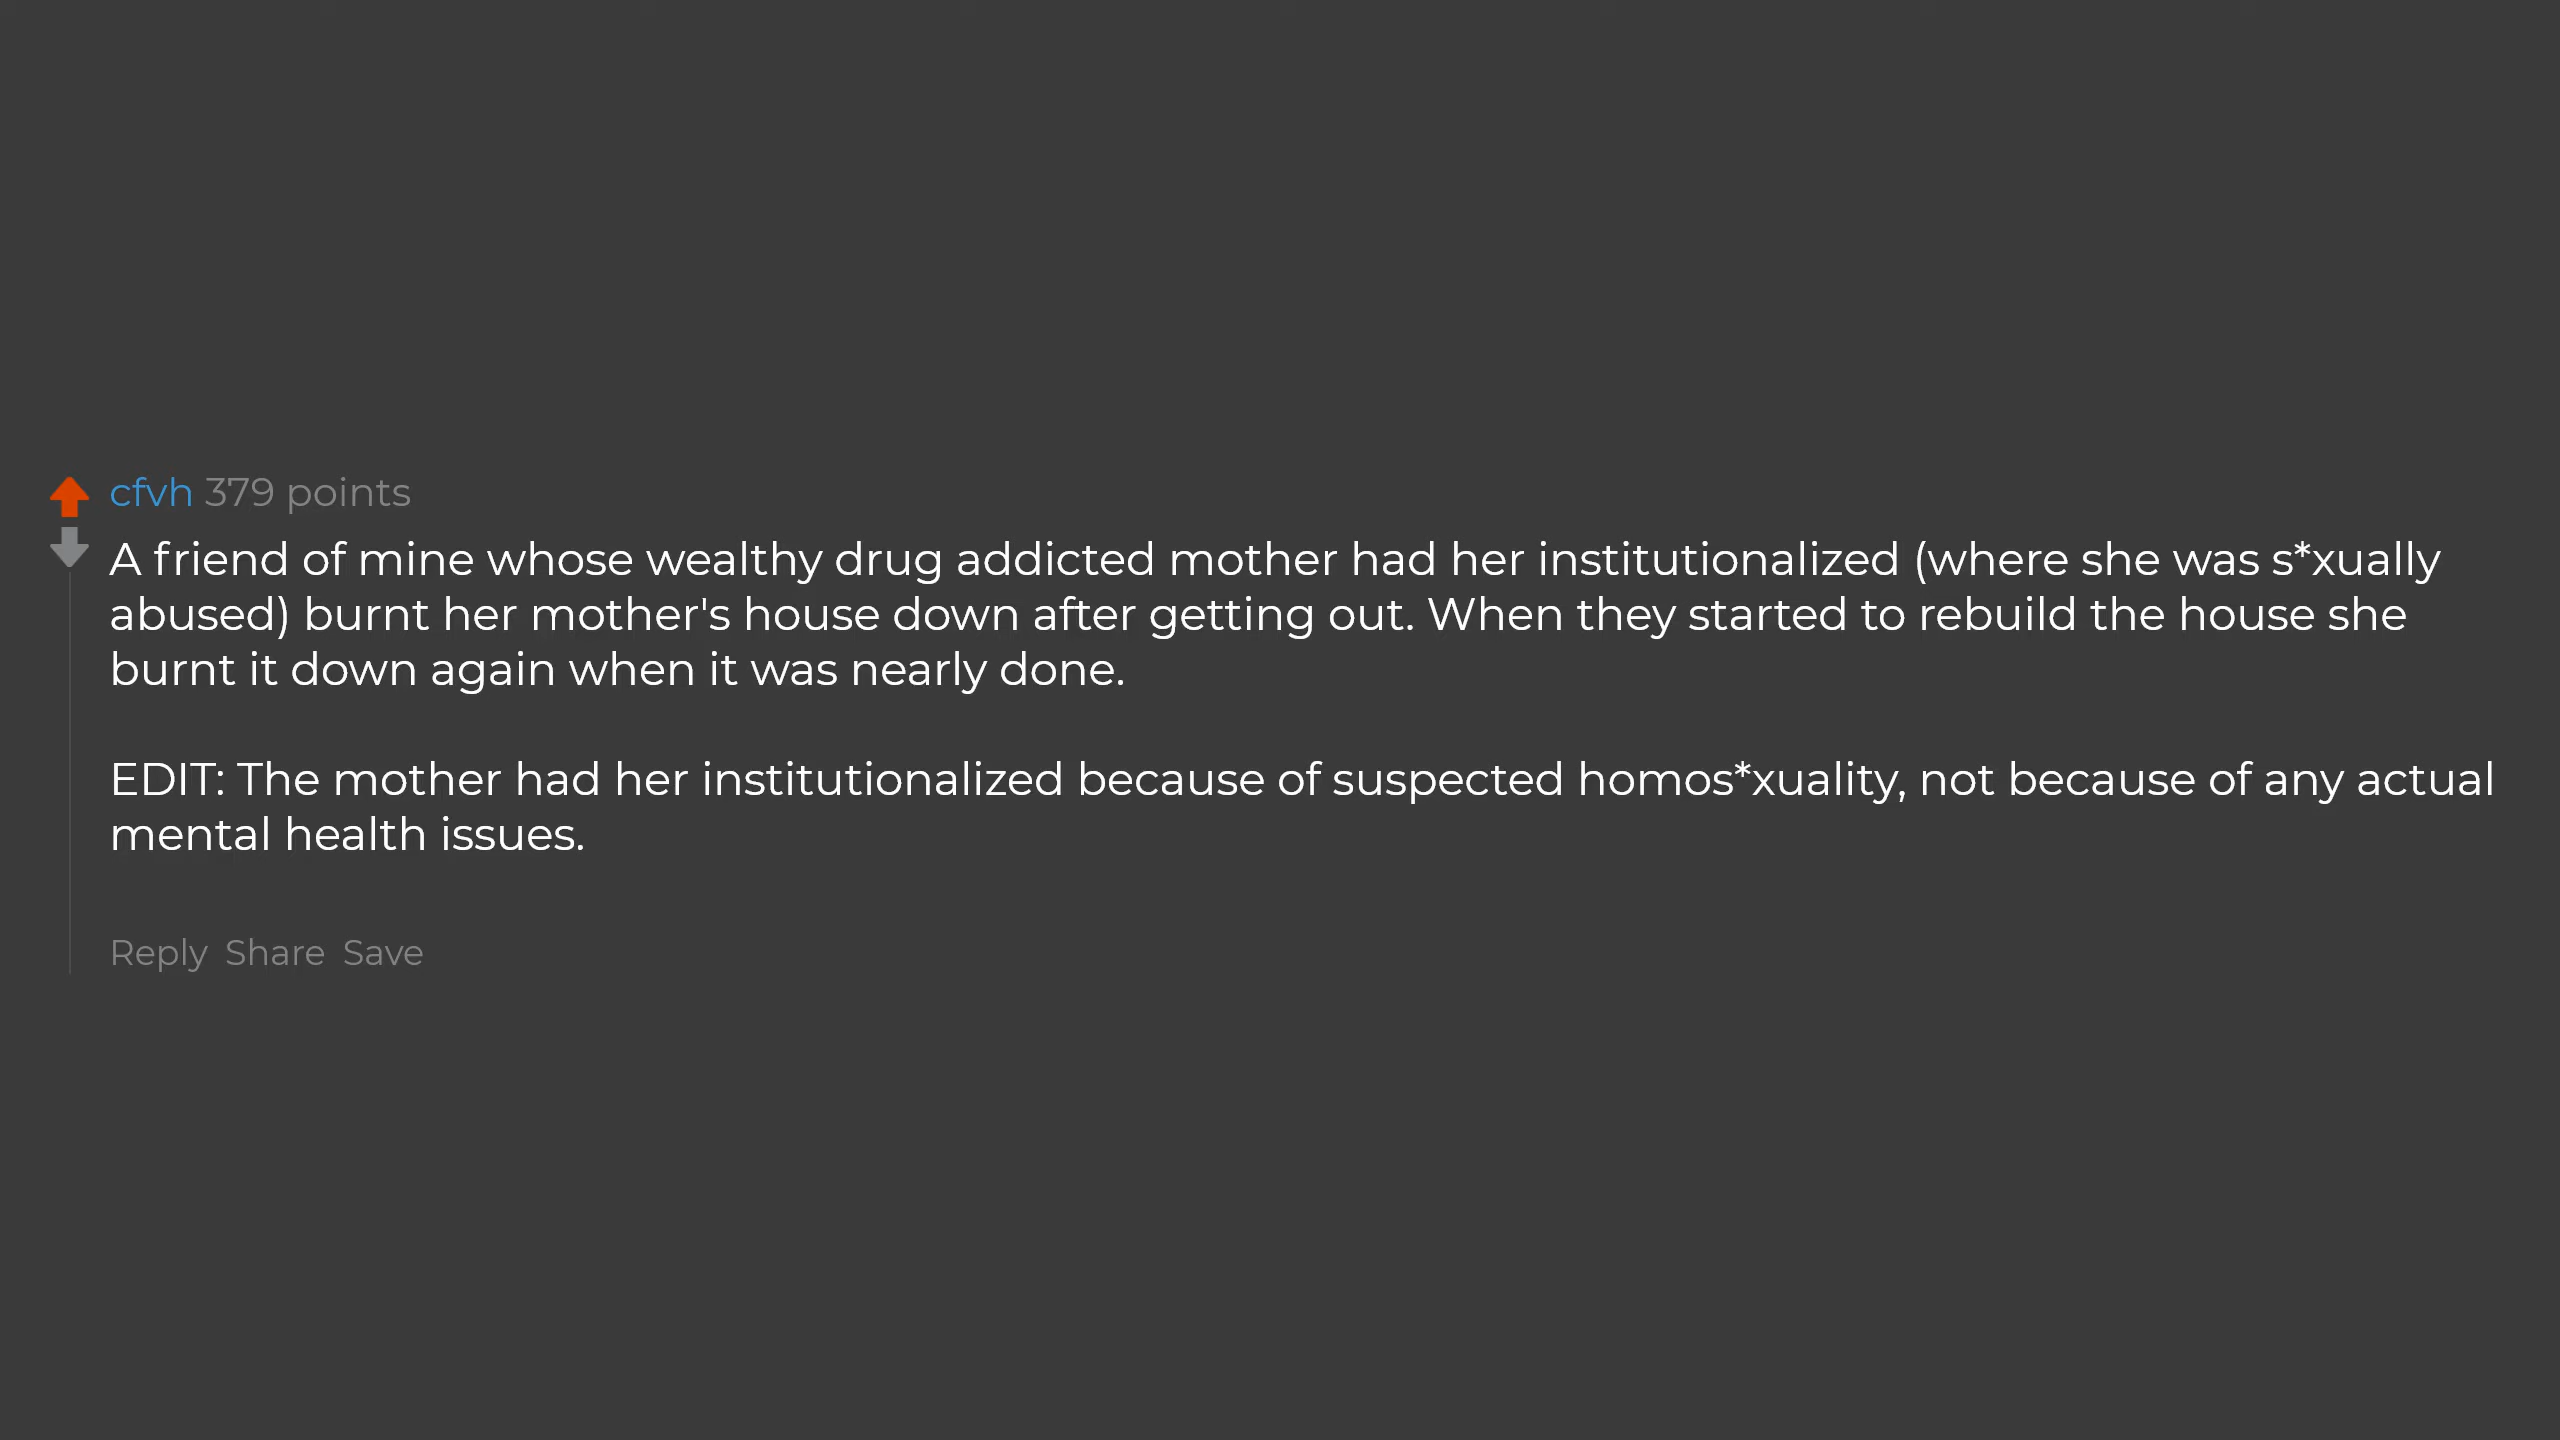 cfvh 379 points
A friend of mine whose wealthy drug addicted mother had her institutionalized (where she was s*xually
abused) burnt her mother's house down after getting out. When they started to rebuild the house she
burnt it down again when it was nearly done.
EDIT: The mother had her institutionalized because of suspected homos*xuality, not because of any actual
mental health issues.
Reply Share Save